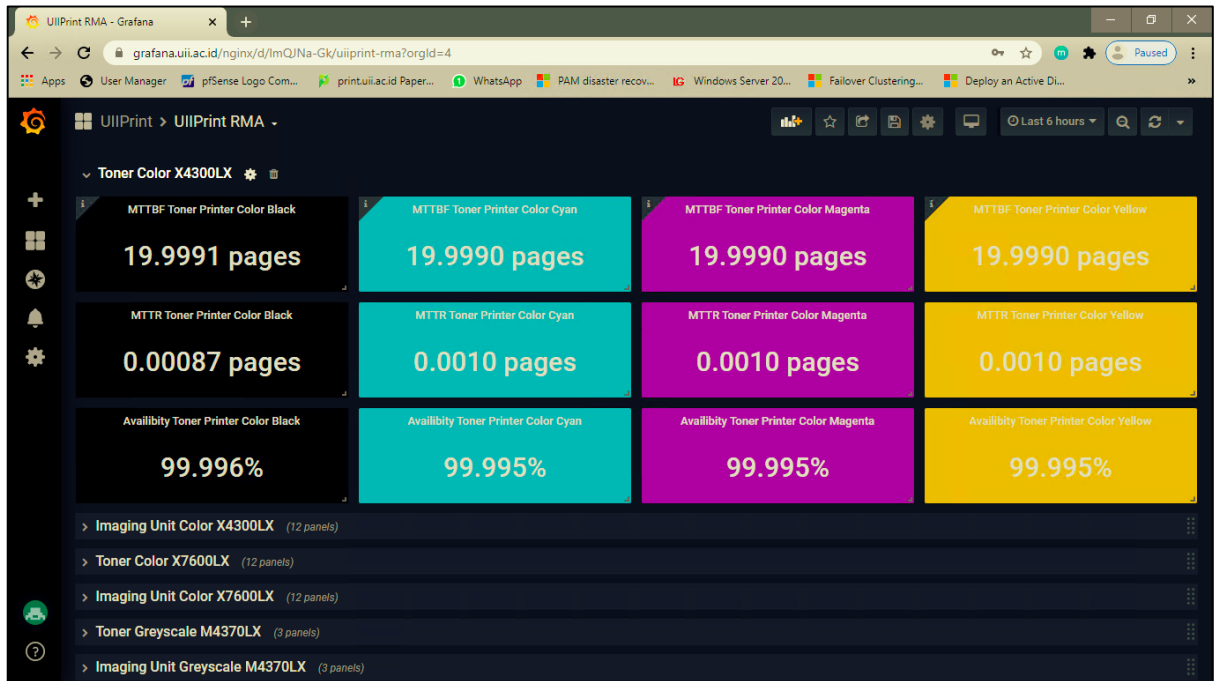 UIIPrint RMA - Grafana
grafana.uii.ac.id/nginx/d/ImQJNa-Gk/uiiprint-rma?orgId=4
Paused
Apps User Manager pfSense Logo Com... print.uii.ac.id Paper... WhatsApp PAM disaster recov... Windows Server 20... Failover Clustering... Deploy an Active Di... »
UIIPrint > UIIPrint RMA
Last 6 hours
Toner Color X4300LX
MTTBF Toner Printer Color Black MTTBF Toner Printer Color Cyan MTTBF Toner Printer Color Magenta MTTBF Toner Printer Color Yellow
19.9991 pages 19.9990 pages 19.9990 pages 19.9990 pages
MTTR Toner Printer Color Black MTTR Toner Printer Color Cyan MTTR Toner Printer Color Magenta MTTR Toner Printer Color Yellow
0.00087 pages 0.0010 pages 0.0010 pages 0.0010 pages
Availibity Toner Printer Color Black Availibity Toner Printer Color Cyan Availibity Toner Printer Color Magenta Availibity Toner Printer Color Yellow
99.996% 99.995% 99.995% 99.995%
> Imaging Unit Color X4300LX (12 panels)
> Toner Color X7600LX (12 panels)
> Imaging Unit Color X7600LX (12 panels)
> Toner Greyscale M4370LX (3 panels)
> Imaging Unit Greyscale M4370LX (3 panels)